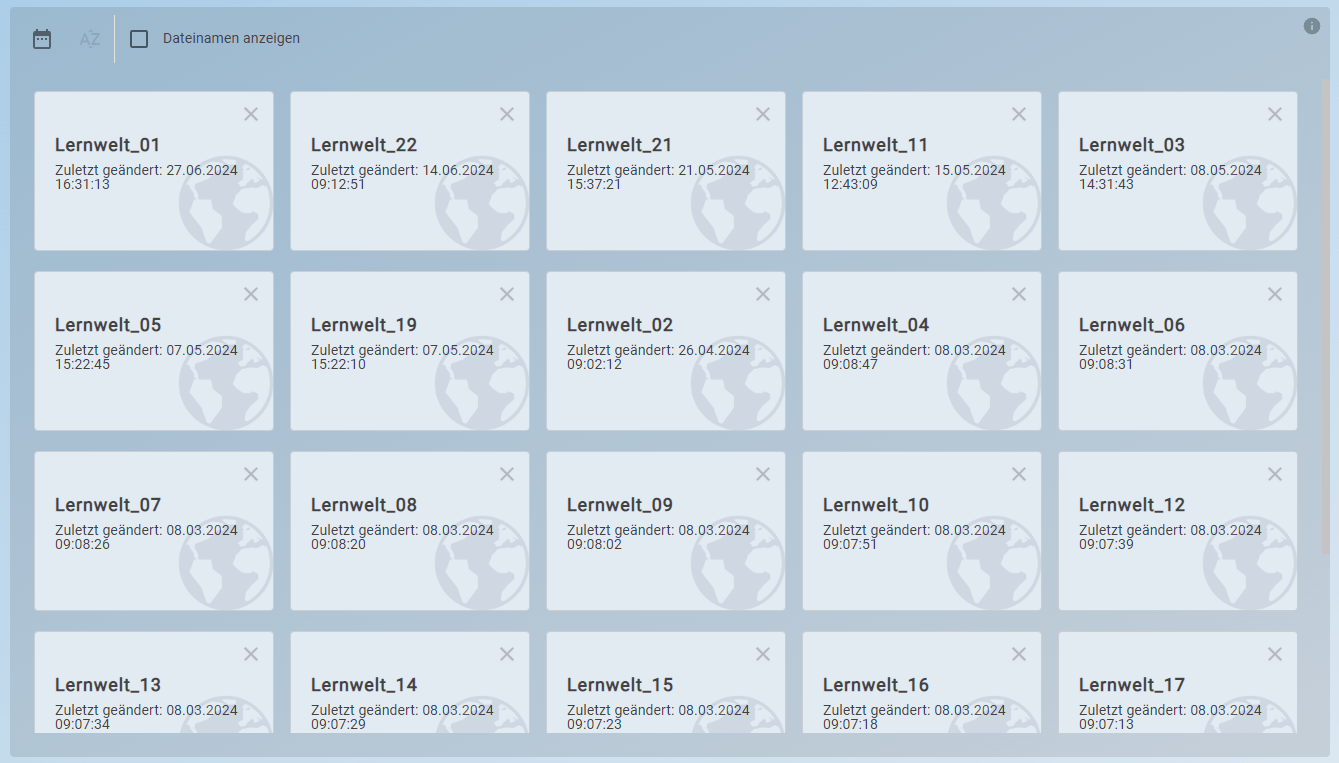 AZ Dateinamen anzeigen
Lernwelt_01
Zuletzt geändert: 27.06.2024
16:31:13
Lernwelt_22
Zuletzt geändert: 14.06.2024
09:12:51
Lernwelt_21
Zuletzt geändert: 21.05.2024
15:37:21
Lernwelt_11
Zuletzt geändert: 15.05.2024
12:43:09
Lernwelt_03
Zuletzt geändert: 08.05.2024
14:31:43
Lernwelt_05
Zuletzt geändert: 07.05.2024
15:22:45
Lernwelt_19
Zuletzt geändert: 07.05.2024
15:22:10
Lernwelt_02
Zuletzt geändert: 26.04.2024
09:02:12
Lernwelt_04
Zuletzt geändert: 08.03.2024
09:08:47
Lernwelt_06
Zuletzt geändert: 08.03.2024
09:08:31
Lernwelt_07
Zuletzt geändert: 08.03.2024
09:08:26
Lernwelt_08
Zuletzt geändert: 08.03.2024
09:08:20
Lernwelt_09
Zuletzt geändert: 08.03.2024
09:08:02
Lernwelt_10
Zuletzt geändert: 08.03.2024
09:07:51
Lernwelt_12
Zuletzt geändert: 08.03.2024
09:07:39
Lernwelt_13
Zuletzt geändert: 08.03.2024
09:07:34
Lernwelt_14
Zuletzt geändert: 08.03.2024
09:07:29
Lernwelt_15
Zuletzt geändert: 08.03.2024
09:07:23
Lernwelt_16
Zuletzt geändert: 08.03.2024
09:07:18
Lernwelt_17
Zuletzt geändert: 08.03.2024
09:07:13